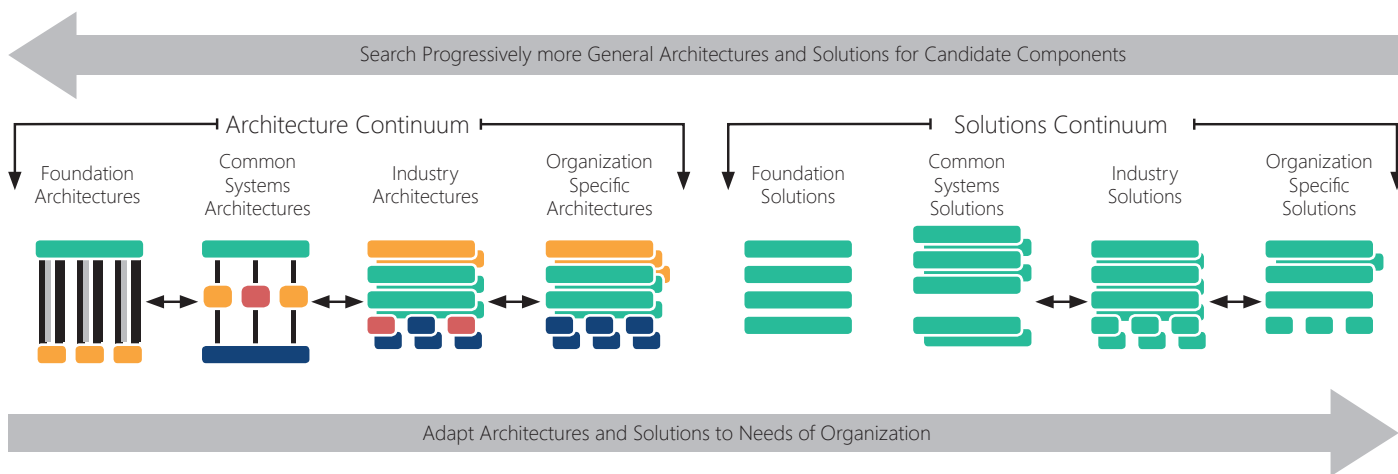 Search Progressively more General Architectures and Solutions for Candidate Components
Architecture Continuum
Solutions Continuum
Foundation
Architectures
Common
Systems
Architectures
Industry
Architectures
Organization
Specific
Architectures
Foundation
Solutions
Common
Systems
Solutions
Industry
Solutions
Organization
Specific
Solutions
Adapt Architectures and Solutions to Needs of Organization